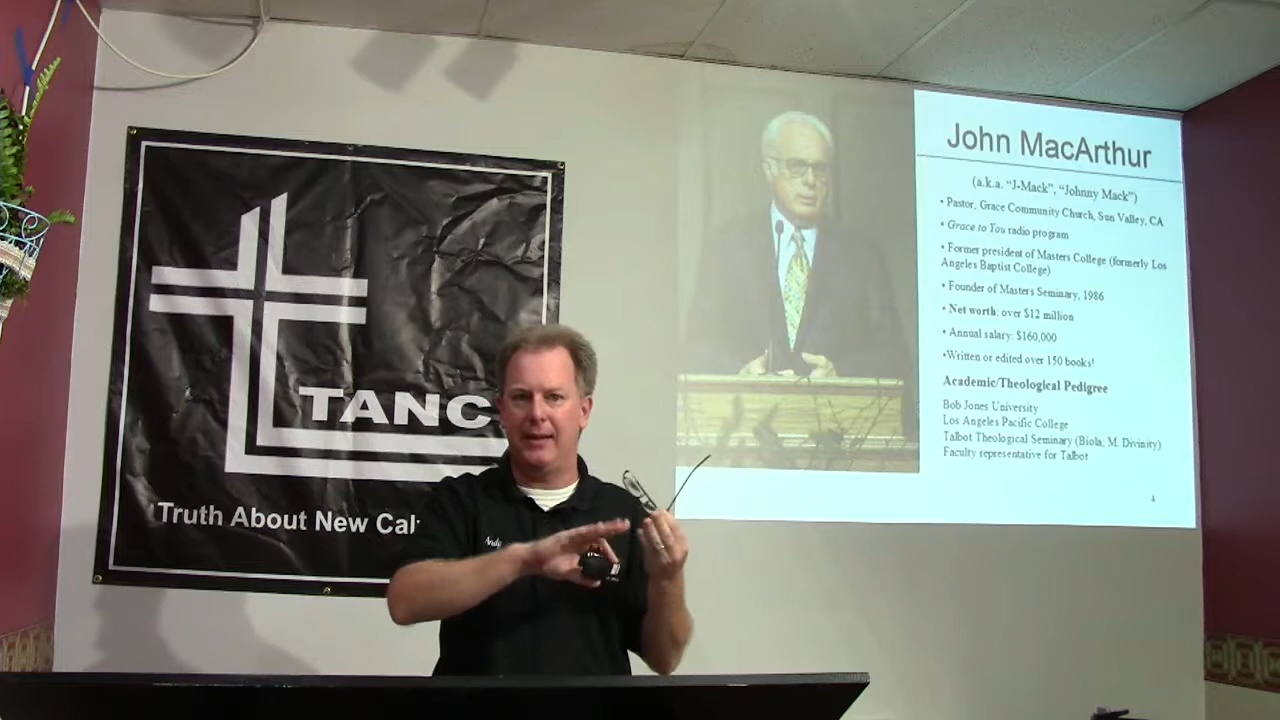 TANC
Truth About New Cal
Andy
John MacArthur
(a.k.a. "J-Mack", "Johnny Mack")
• Pastor, Grace Community Church, Sun Valley, CA
• Grace to You radio program
• Former president of Masters College (formerly Los
Angeles Baptist College)
• Founder of Masters Seminary, 1986
• Net worth: over $12 million
• Annual salary: $160,000
•Written or edited over 150 books!
Academic/Theological Pedigree
Bob Jones University
Los Angeles Pacific College
Talbot Theological Seminary (Biola, M. Divinity)
Faculty representative for Talbot
4